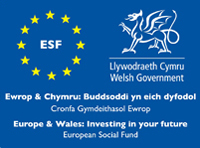 ESF
Llywodraeth Cymru
Welsh Government
Ewrop & Chymru: Buddsoddi yn eich dyfodol
Cronfa Gymdeithasol Ewrop
Europe & Wales: Investing in your future
European Social Fund